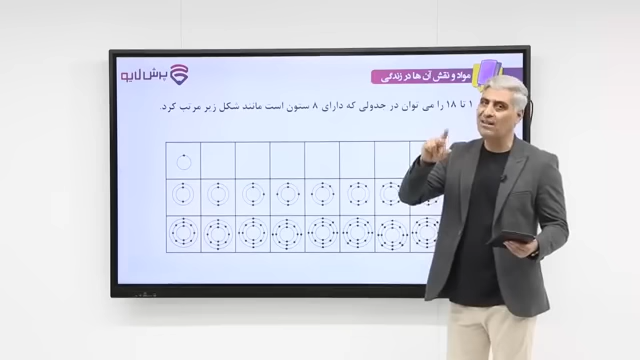 پرش لایو
مواد و نقش آن ها در زندگی
۱ تا ۱۸ را می توان در جدولی که دارای ۸ ستون است مانند شکل زیر مرتب کرد.